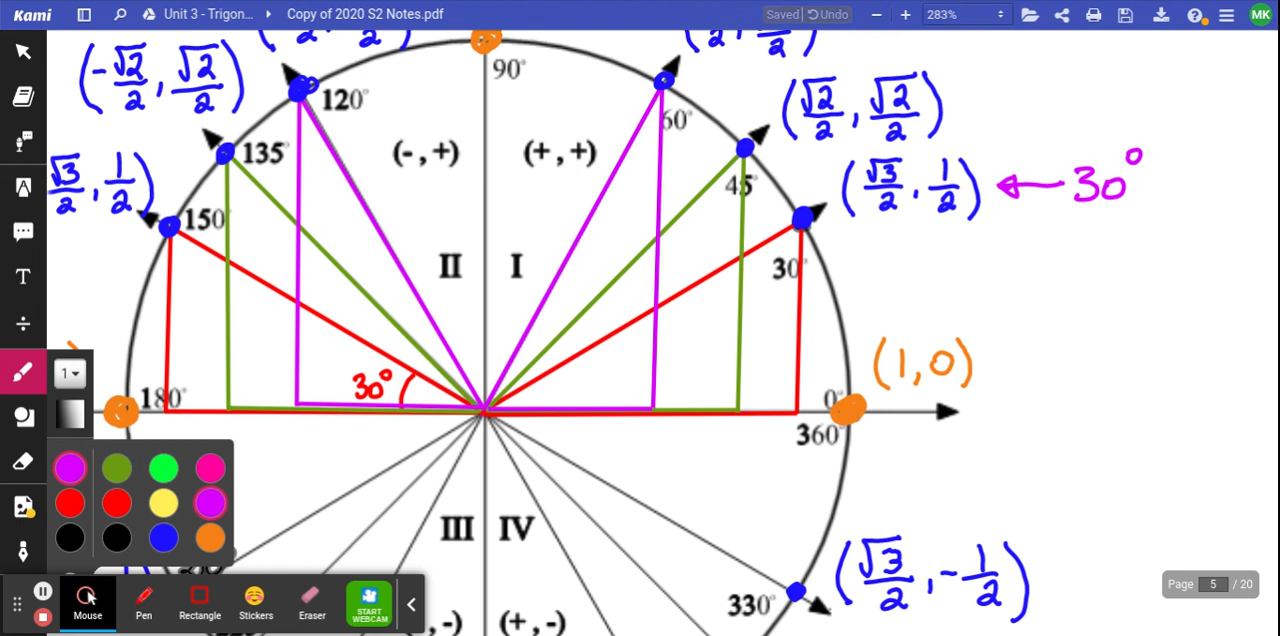 Kami
Unit 3 - Trigon...
Copy of 2020 S2 Notes.pdf
Saved
Undo
283%
MK
(-√2/2, √2/2)
90°
120°
60°
(√2/2, √2/2)
135°
(-, +)
(+, +)
45°
√3/2, 1/2)
(√3/2, 1/2) ← 30°
150°
II
I
30°
30°
(1, 0)
180°
0°
360°
III
IV
(√3/2, -1/2)
330°
, -)
(+, -)
1
T
Page 5 / 20
Mouse
Pen
Rectangle
Stickers
Eraser
START
WEBCAM